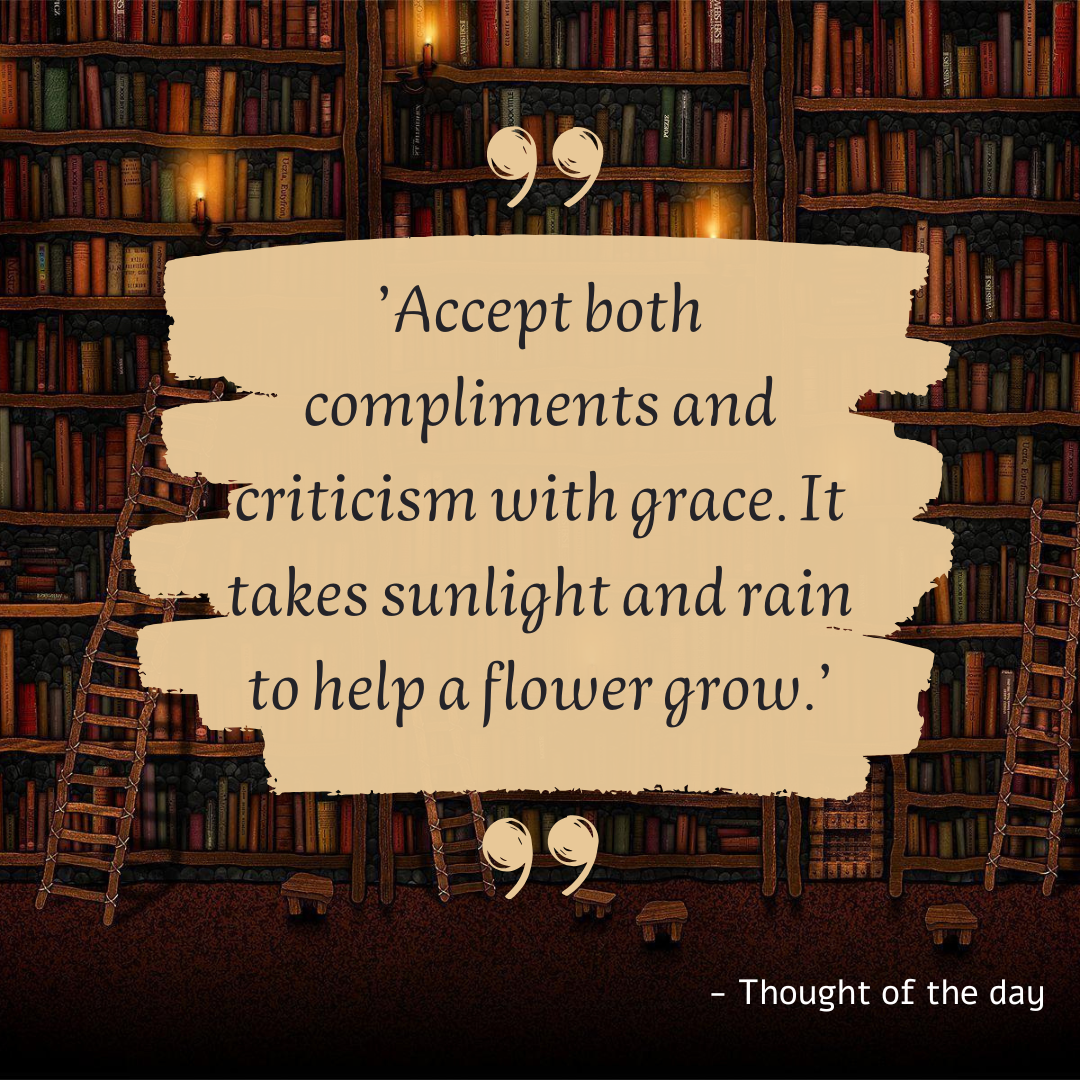 ’Accept both
compliments and
criticism with grace. It
takes sunlight and rain
to help a flower grow.’
– Thought of the day